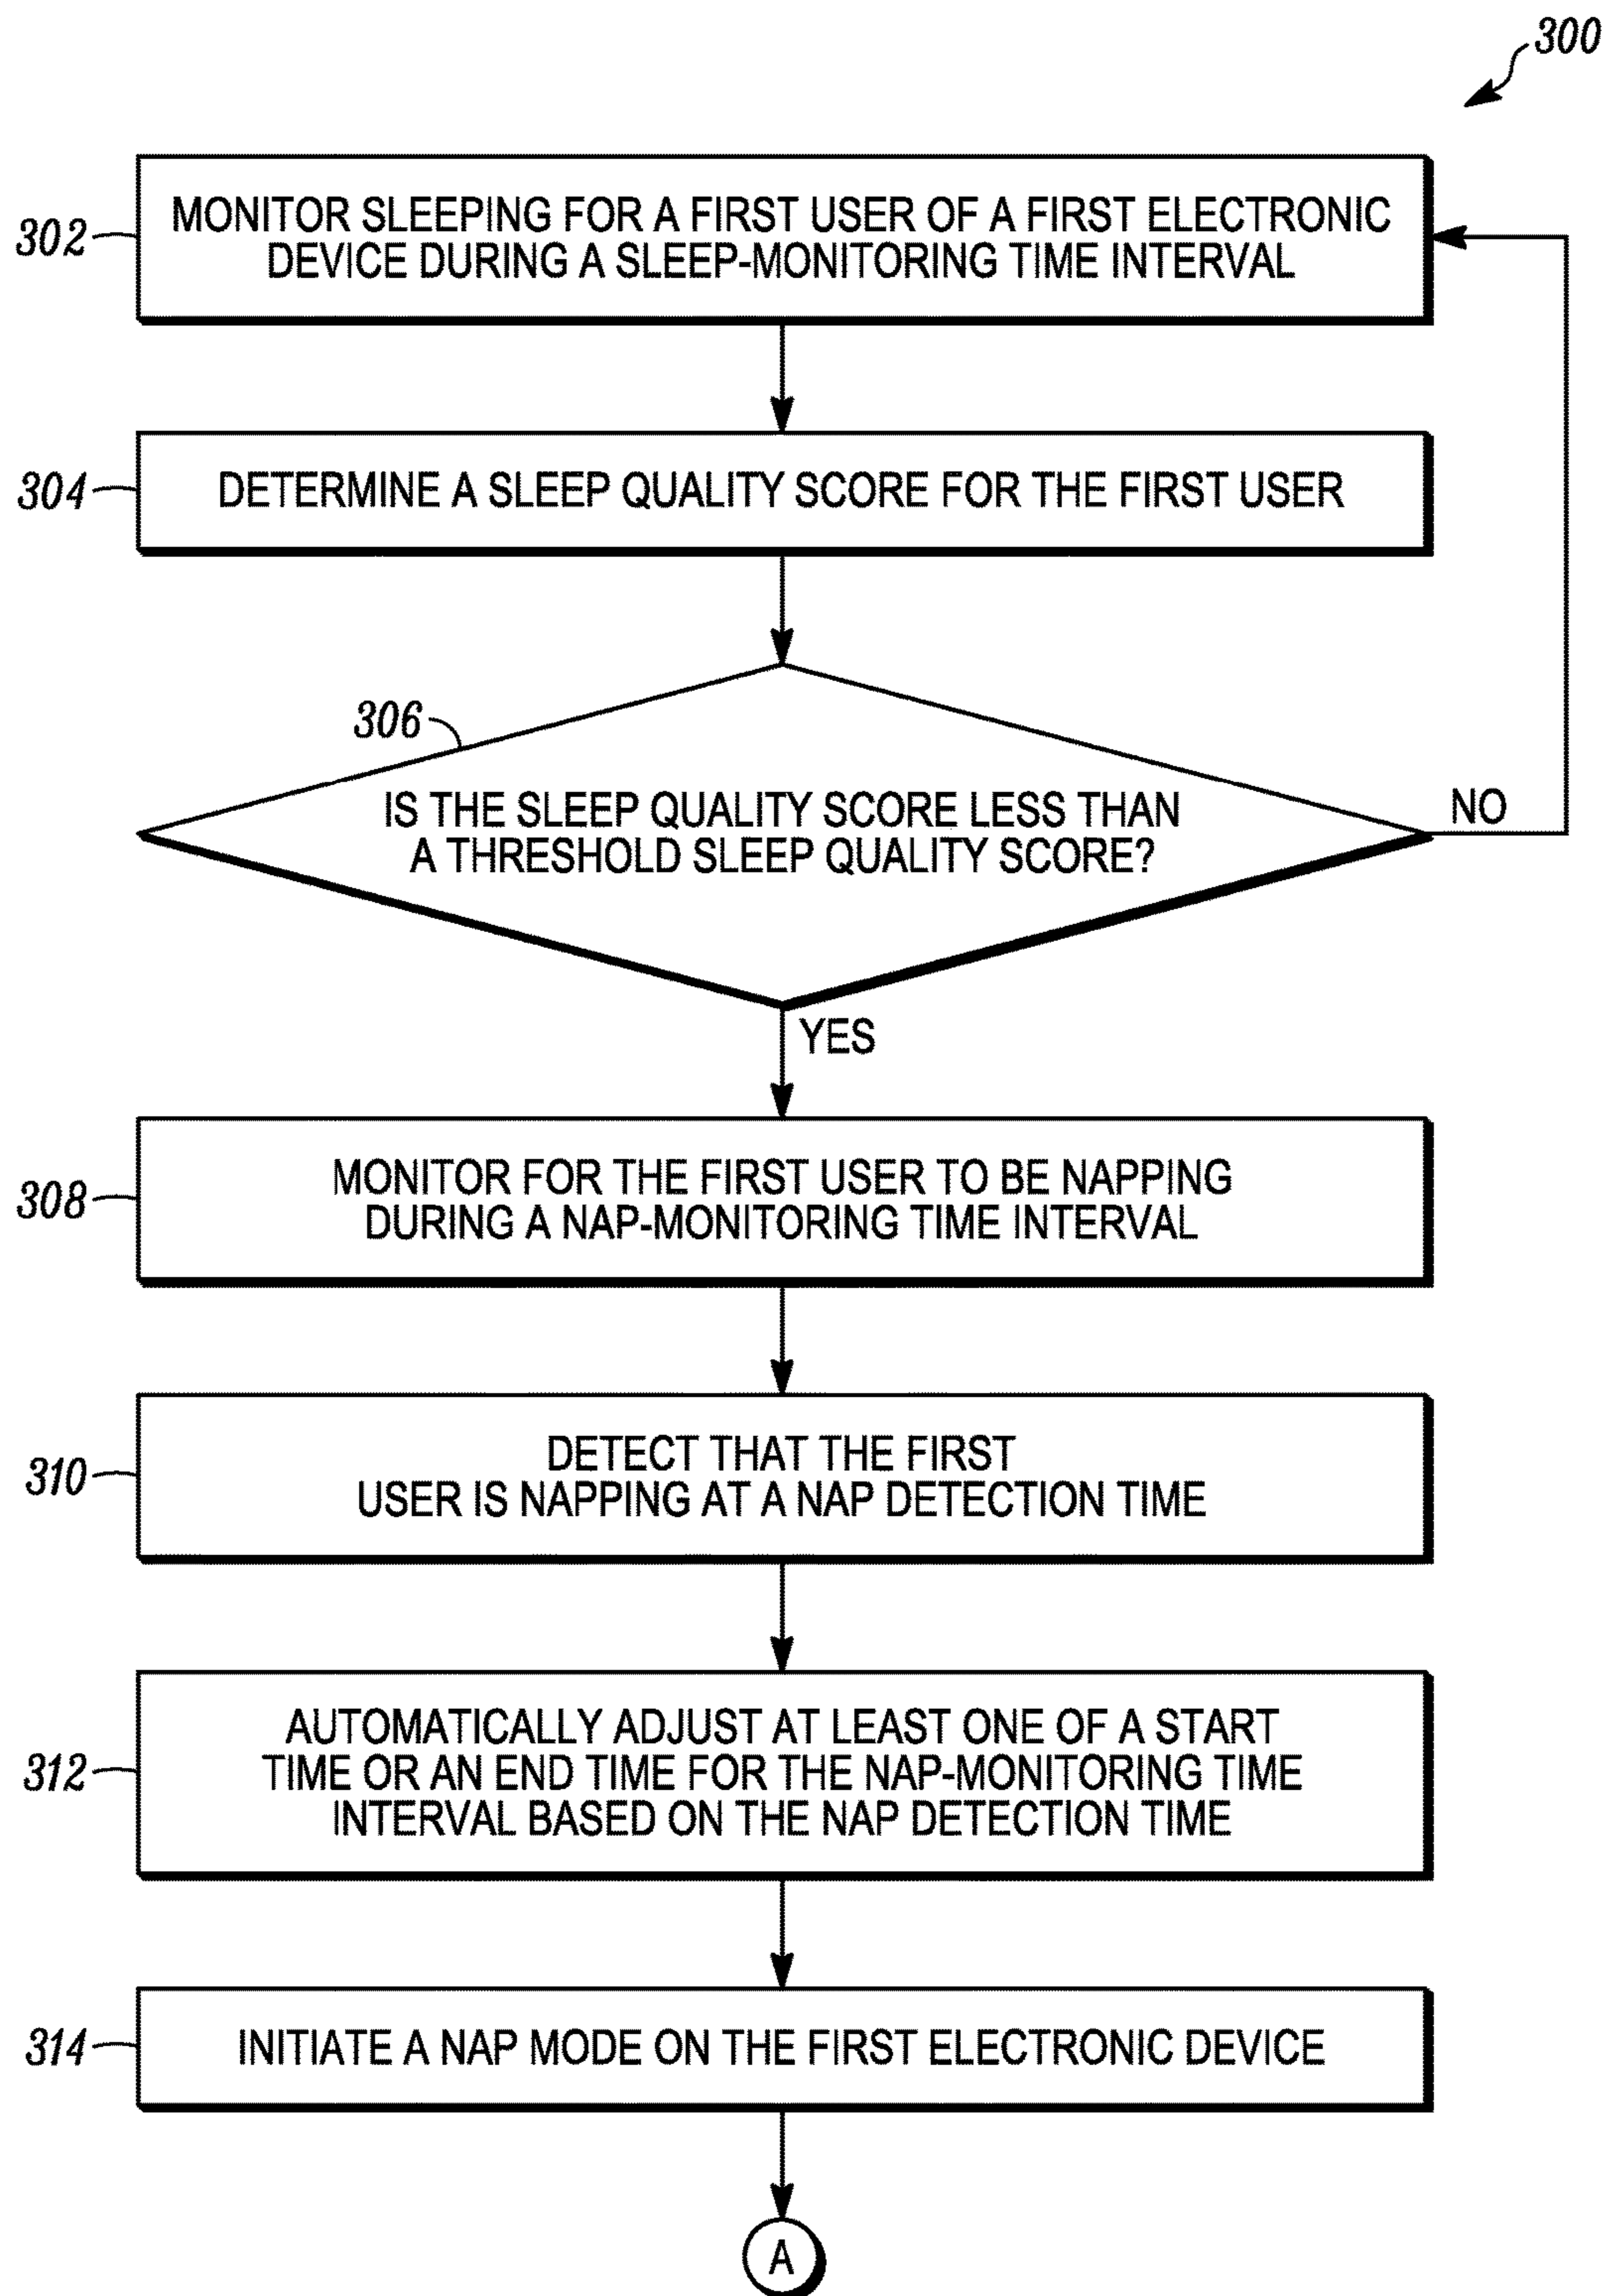 300
302
MONITOR SLEEPING FOR A FIRST USER OF A FIRST ELECTRONIC
DEVICE DURING A SLEEP-MONITORING TIME INTERVAL
304
DETERMINE A SLEEP QUALITY SCORE FOR THE FIRST USER
306
IS THE SLEEP QUALITY SCORE LESS THAN
A THRESHOLD SLEEP QUALITY SCORE?
NO
YES
308
MONITOR FOR THE FIRST USER TO BE NAPPING
DURING A NAP-MONITORING TIME INTERVAL
310
DETECT THAT THE FIRST
USER IS NAPPING AT A NAP DETECTION TIME
312
AUTOMATICALLY ADJUST AT LEAST ONE OF A START
TIME OR AN END TIME FOR THE NAP-MONITORING TIME
INTERVAL BASED ON THE NAP DETECTION TIME
314
INITIATE A NAP MODE ON THE FIRST ELECTRONIC DEVICE
A